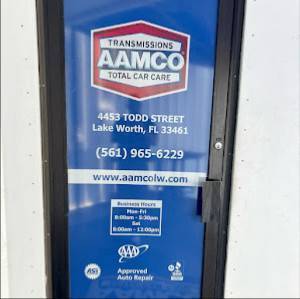 TRANSMISSIONS
AAMCO
TOTAL CAR CARE
4453 TODD STREET
Lake Worth, FL 33461
(561) 965-6229
www.aamcolw.com
Business Hours
Mon-Fri
8:00am - 5:30pm
Sat
8:00am - 12:00pm
AAA
Approved
Auto Repair
ASE
BBB